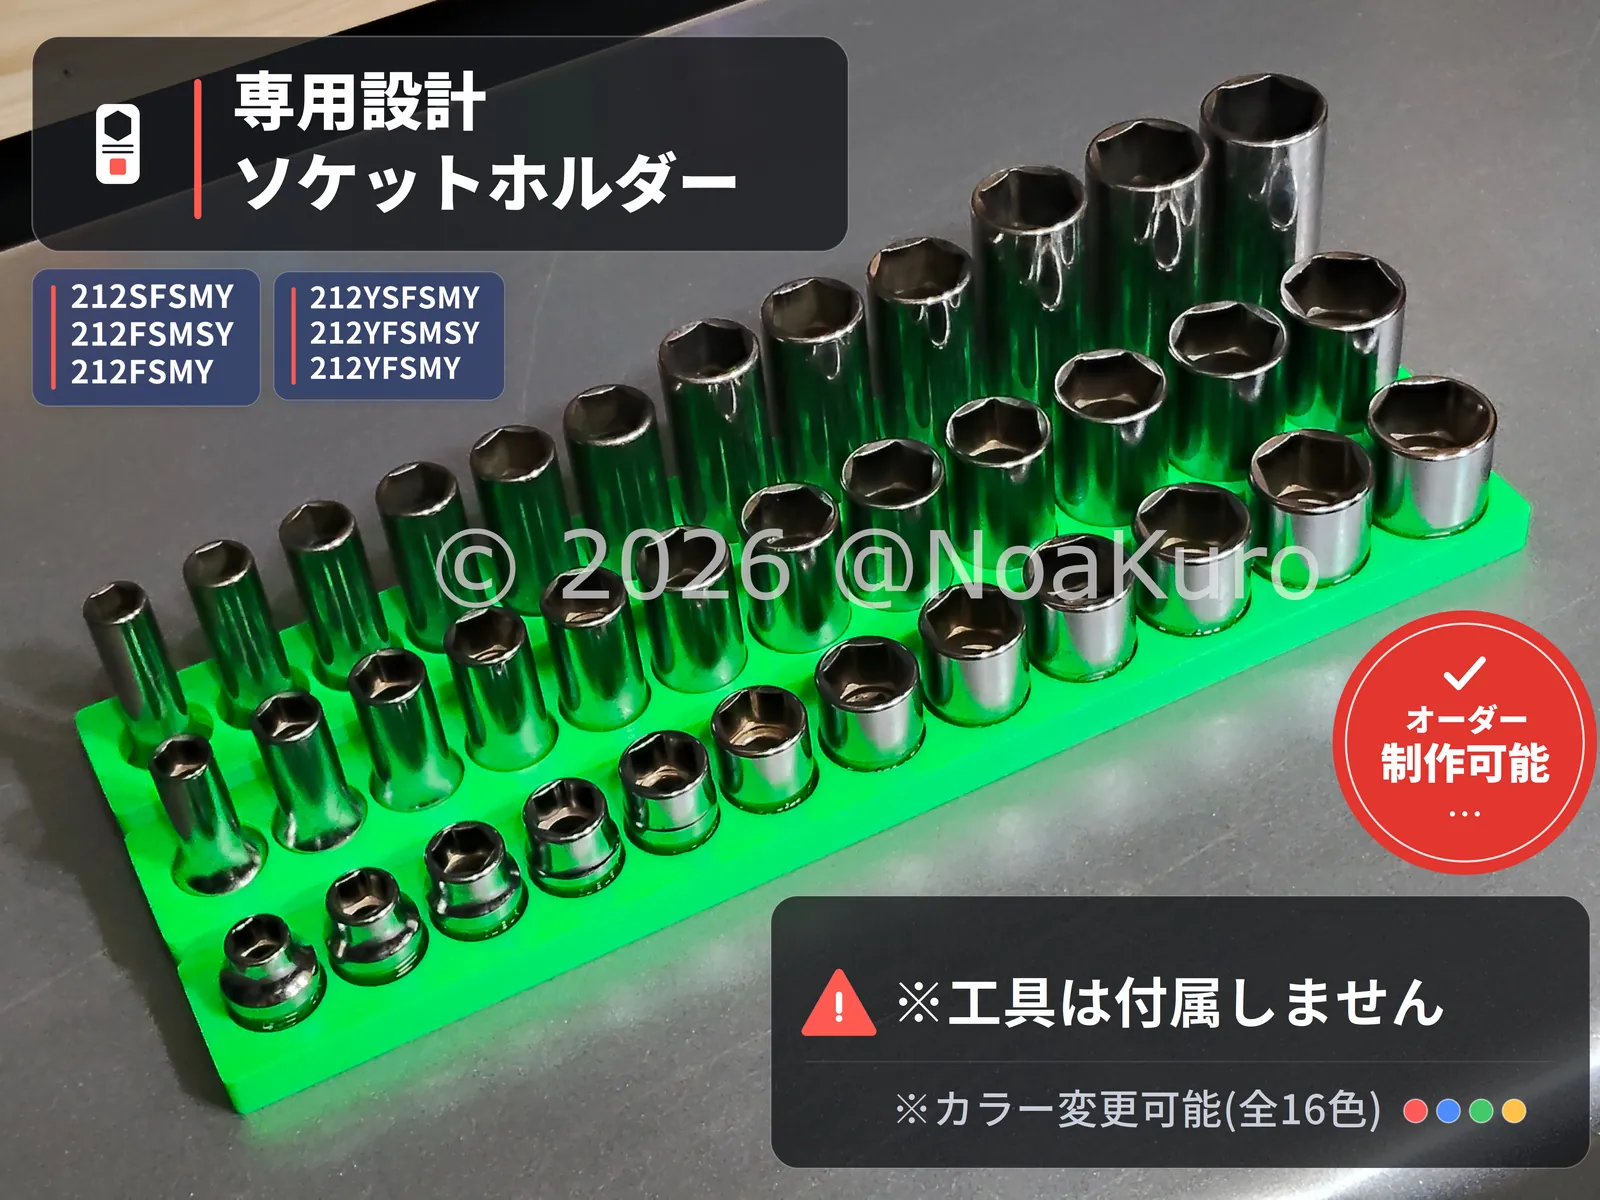 専用設計
ソケットホルダー
212SFSMY
212FSMSY
212FSMY
212YSFSMY
212YFSMSY
212YFSMY
© 2026 @NoaKuro
オーダー
制作可能
...
※工具は付属しません
※カラー変更可能(全16色)